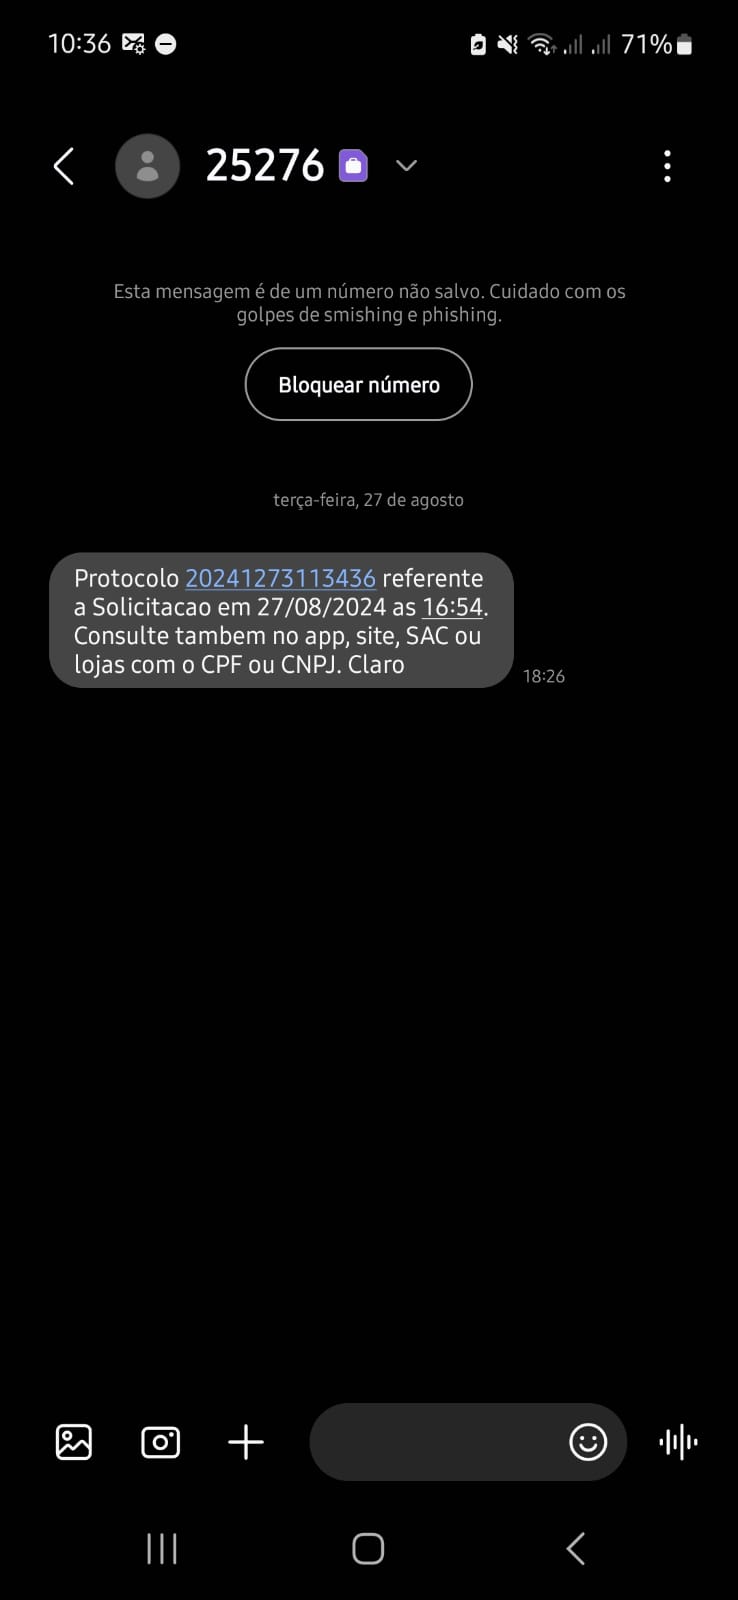 10:36
71%
25276
Esta mensagem é de um número não salvo. Cuidado com os
golpes de smishing e phishing.
Bloquear número
terça-feira, 27 de agosto
Protocolo 20241273113436 referente
a Solicitacao em 27/08/2024 as 16:54.
Consulte tambem no app, site, SAC ou
lojas com o CPF ou CNPJ. Claro
18:26